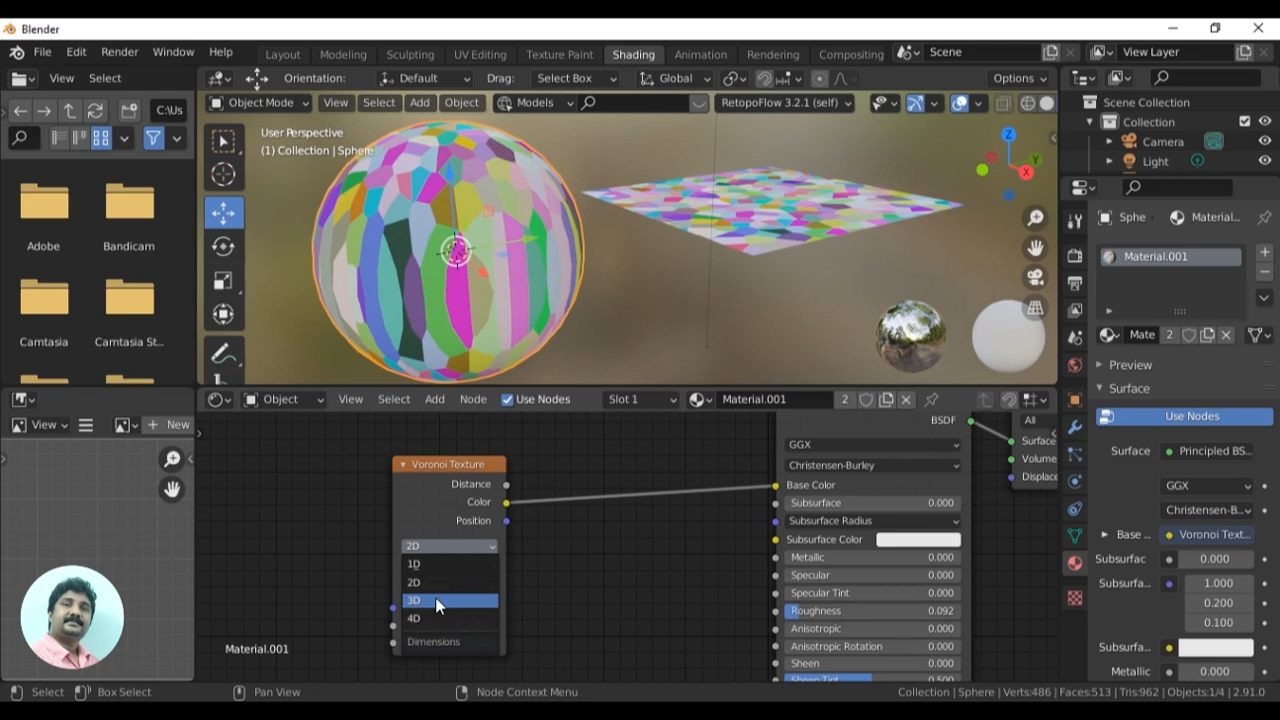 Blender
File Edit Render Window Help Layout Modeling Sculpting UV Editing Texture Paint Shading Animation Rendering Compositing Scene View Layer
View Select Orientation: Default Drag: Select Box Global Options
C:\Us Object Mode View Select Add Object Models RetopoFlow 3.2.1 (self)
Scene Collection
Collection
Camera
Light
User Perspective
(1) Collection | Sphere
Z
Y
X
Adobe Bandicam
Camtasia Camtasia St...
Sphe Material...
Material.001
Mate 2
Preview
Surface
Use Nodes
Surface Principled BS...
GGX
Christensen-B...
Base ... Voronoi Text...
Subsurfac 0.000
Subsurfa... 1.000
0.200
0.100
Subsurfa...
Metallic 0.000
Object View Select Add Node Use Nodes Slot 1 Material.001 2
View New
Voronoi Texture
Distance
Color
Position
2D
1D
2D
3D
4D
Dimensions
BSDF
GGX
Christensen-Burley
Base Color
Subsurface 0.000
Subsurface Radius
Subsurface Color
Metallic 0.000
Specular 0.000
Specular Tint 0.000
Roughness 0.092
Anisotropic 0.000
Anisotropic Rotation 0.000
Sheen 0.000
Sheen Tint 0.500
All
Surface
Volume
Displace
Material.001
Select Box Select Pan View Node Context Menu Collection | Sphere | Verts:486 | Faces:513 | Tris:962 | Objects:1/4 | 2.91.0